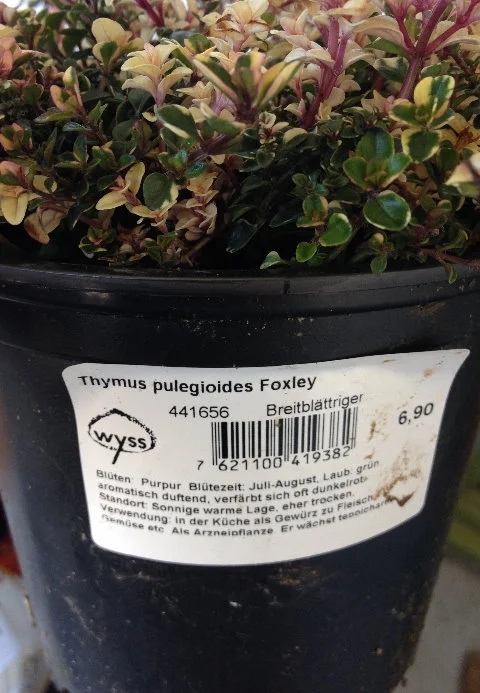 Thymus pulegioides Foxley
441656 Breitblättriger
6,90
wyss
7 621100 419382
Blüten: Purpur Blütezeit: Juli-August, Laub: grün
aromatisch duftend, verfärbt sich oft dunkelrot-
Standort: Sonnige warme Lage, eher trocken.
Verwendung: in der Küche als Gewürz zu Fleisch,
Gemüse etc. Als Arzneipflanze. Er wächst